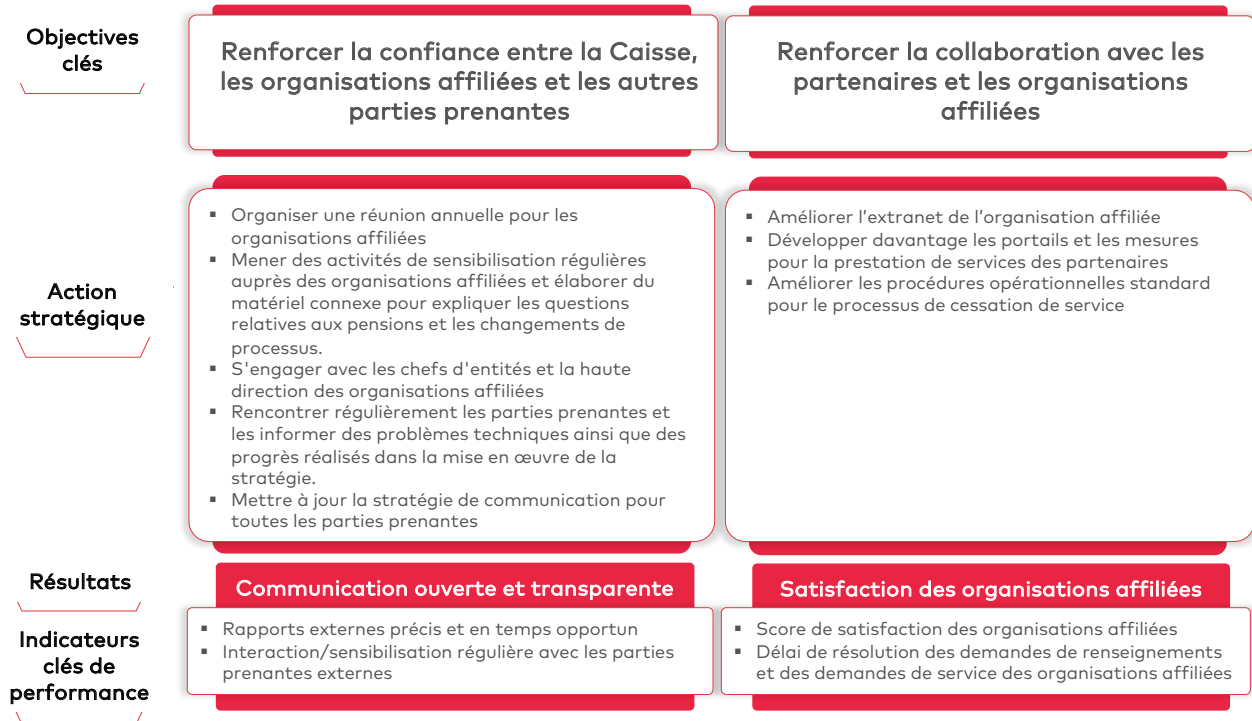 Objectives
clés
Renforcer la confiance entre la Caisse,
les organisations affiliées et les autres
parties prenantes
Renforcer la collaboration avec les
partenaires et les organisations
affiliées
Action
stratégique
▪ Organiser une réunion annuelle pour les
organisations affiliées
▪ Mener des activités de sensibilisation régulières
auprès des organisations affiliées et élaborer du
matériel connexe pour expliquer les questions
relatives aux pensions et les changements de
processus.
▪ S'engager avec les chefs d'entités et la haute
direction des organisations affiliées
▪ Rencontrer régulièrement les parties prenantes et
les informer des problèmes techniques ainsi que des
progrès réalisés dans la mise en œuvre de la
stratégie.
▪ Mettre à jour la stratégie de communication pour
toutes les parties prenantes
▪ Améliorer l’extranet de l’organisation affiliée
▪ Développer davantage les portails et les mesures
pour la prestation de services des partenaires
▪ Améliorer les procédures opérationnelles standard
pour le processus de cessation de service
Résultats
Communication ouverte et transparente
Satisfaction des organisations affiliées
Indicateurs
clés de
performance
▪ Rapports externes précis et en temps opportun
▪ Interaction/sensibilisation régulière avec les parties
prenantes externes
▪ Score de satisfaction des organisations affiliées
▪ Délai de résolution des demandes de renseignements
et des demandes de service des organisations affiliées